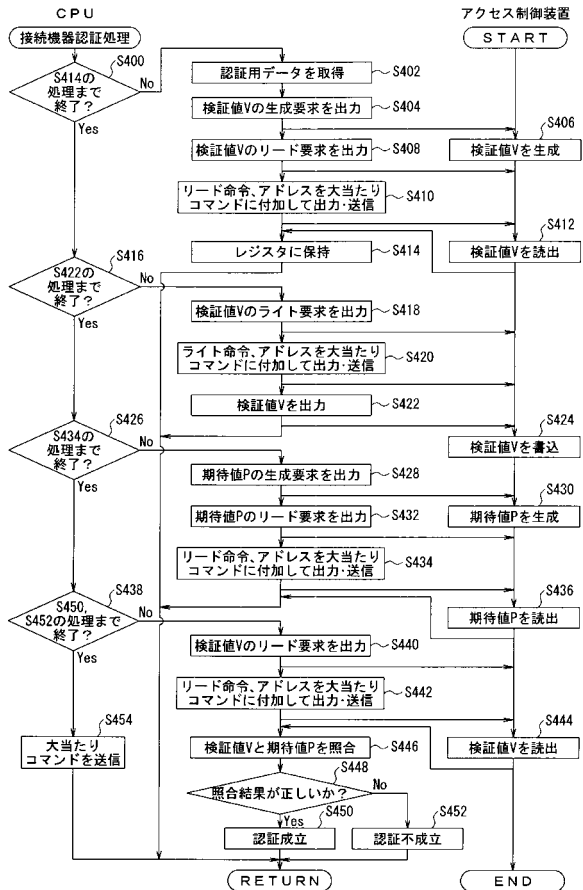 CPU
アクセス制御装置
接続機器認証処理
START
S400
S414の
処理まで
終了?
No
Yes
認証用データを取得
S402
検証値Vの生成要求を出力
S404
S406
検証値Vのリード要求を出力
S408
検証値Vを生成
リード命令、アドレスを大当たり
コマンドに付加して出力・送信
S410
S412
レジスタに保持
S414
検証値Vを読出
S416
S422の
処理まで
終了?
No
Yes
検証値Vのライト要求を出力
S418
ライト命令、アドレスを大当たり
コマンドに付加して出力・送信
S420
検証値Vを出力
S422
S424
検証値Vを書込
S426
S434の
処理まで
終了?
No
Yes
期待値Pの生成要求を出力
S428
S430
期待値Pのリード要求を出力
S432
期待値Pを生成
リード命令、アドレスを大当たり
コマンドに付加して出力・送信
S434
S436
期待値Pを読出
S438
S450,
S452の処理まで
終了?
No
Yes
検証値Vのリード要求を出力
S440
リード命令、アドレスを大当たり
コマンドに付加して出力・送信
S442
S444
検証値Vを読出
S454
大当たり
コマンドを送信
検証値Vと期待値Pを照合
S446
S448
照合結果が正しいか?
No
Yes
S450
認証成立
S452
認証不成立
RETURN
END